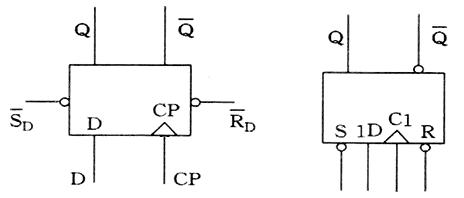 Q Q̅ Q Q̅
S̅D D CP R̅D
S 1D C1 R
D CP